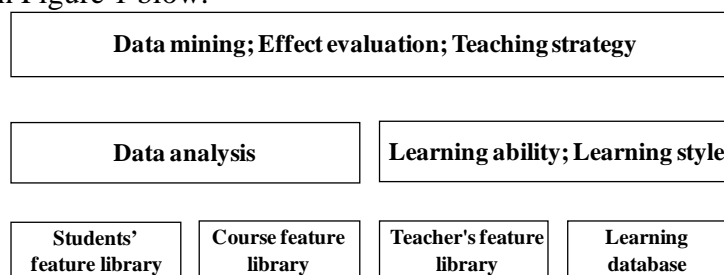 n Figure 1 blow.
Data mining; Effect evaluation; Teaching strategy
Data analysis
Learning ability; Learning style
Students’
feature library
Course feature
library
Teacher's feature
library
Learning
database